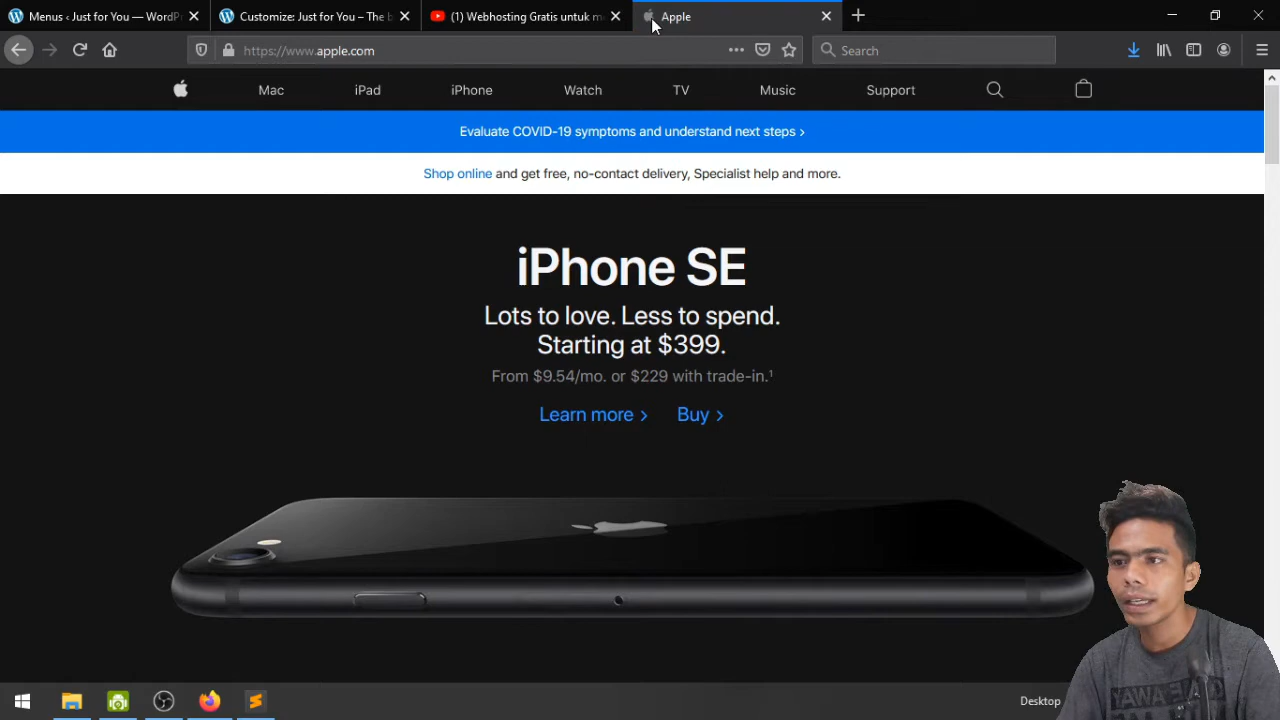 Menus ‹ Just for You — WordPr
Customize: Just for You – The b
(1) Webhosting Gratis untuk m
Apple
https://www.apple.com
Search
Mac
iPad
iPhone
Watch
TV
Music
Support
Evaluate COVID-19 symptoms and understand next steps ›
Shop online and get free, no-contact delivery, Specialist help and more.
iPhone SE
Lots to love. Less to spend.
Starting at $399.
From $9.54/mo. or $229 with trade-in.¹
Learn more ›
Buy ›
Desktop